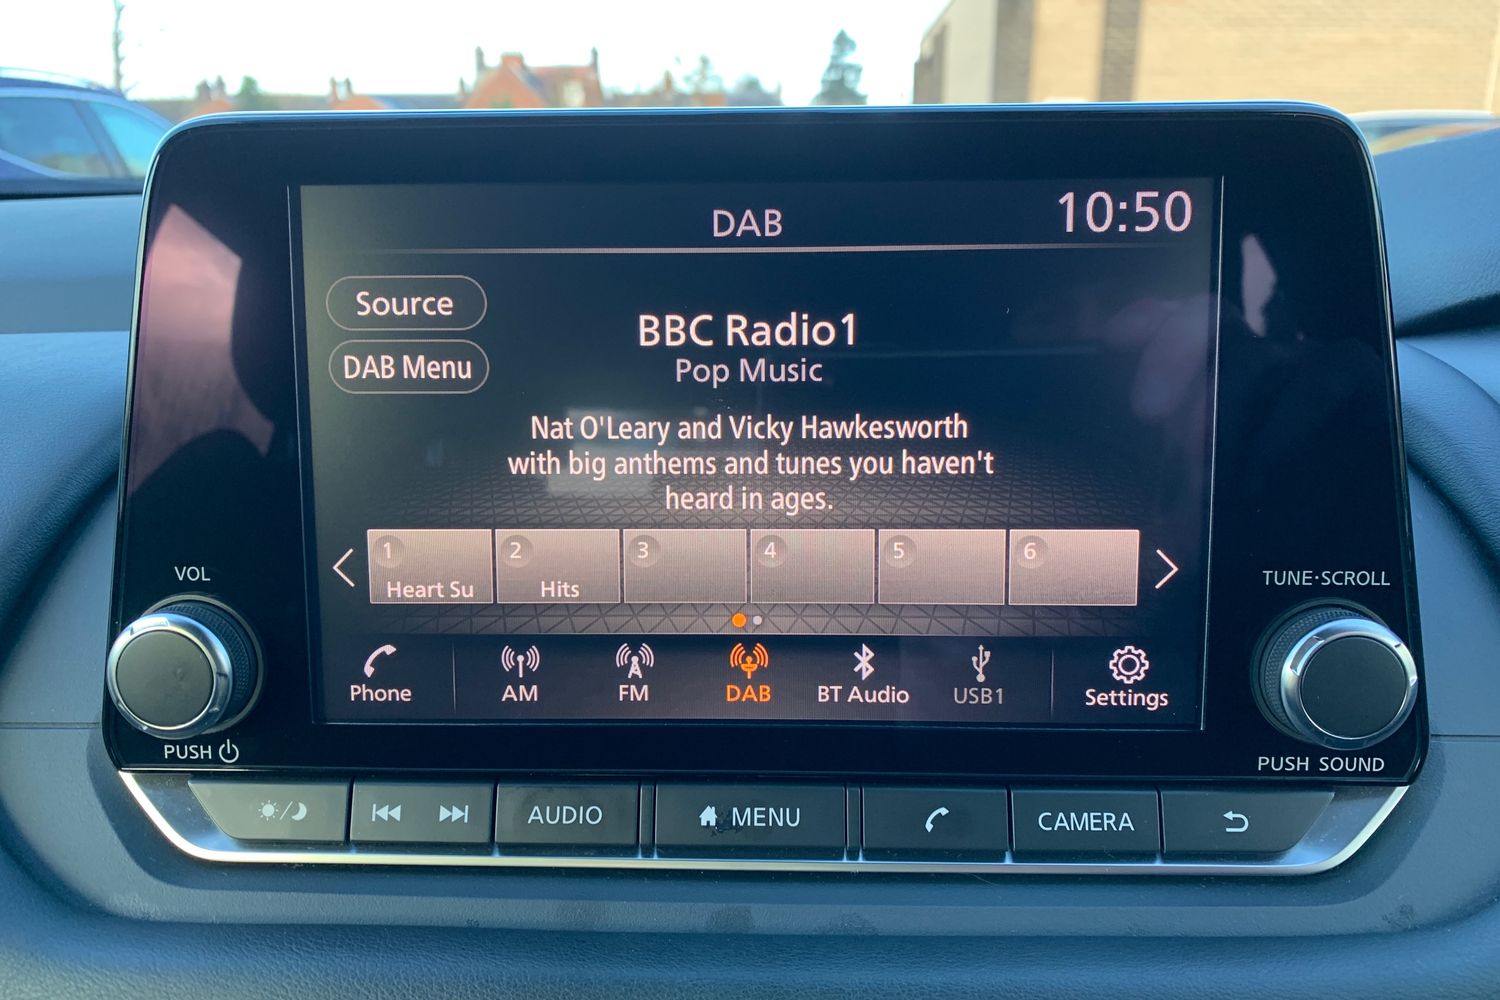 DAB
10:50
Source
DAB Menu
BBC Radio1
Pop Music
Nat O'Leary and Vicky Hawkesworth
with big anthems and tunes you haven't
heard in ages.
1 2 3 4 5 6
Heart Su Hits
Phone AM FM DAB BT Audio USB1 Settings
VOL
PUSH
TUNE·SCROLL
PUSH SOUND
AUDIO MENU CAMERA